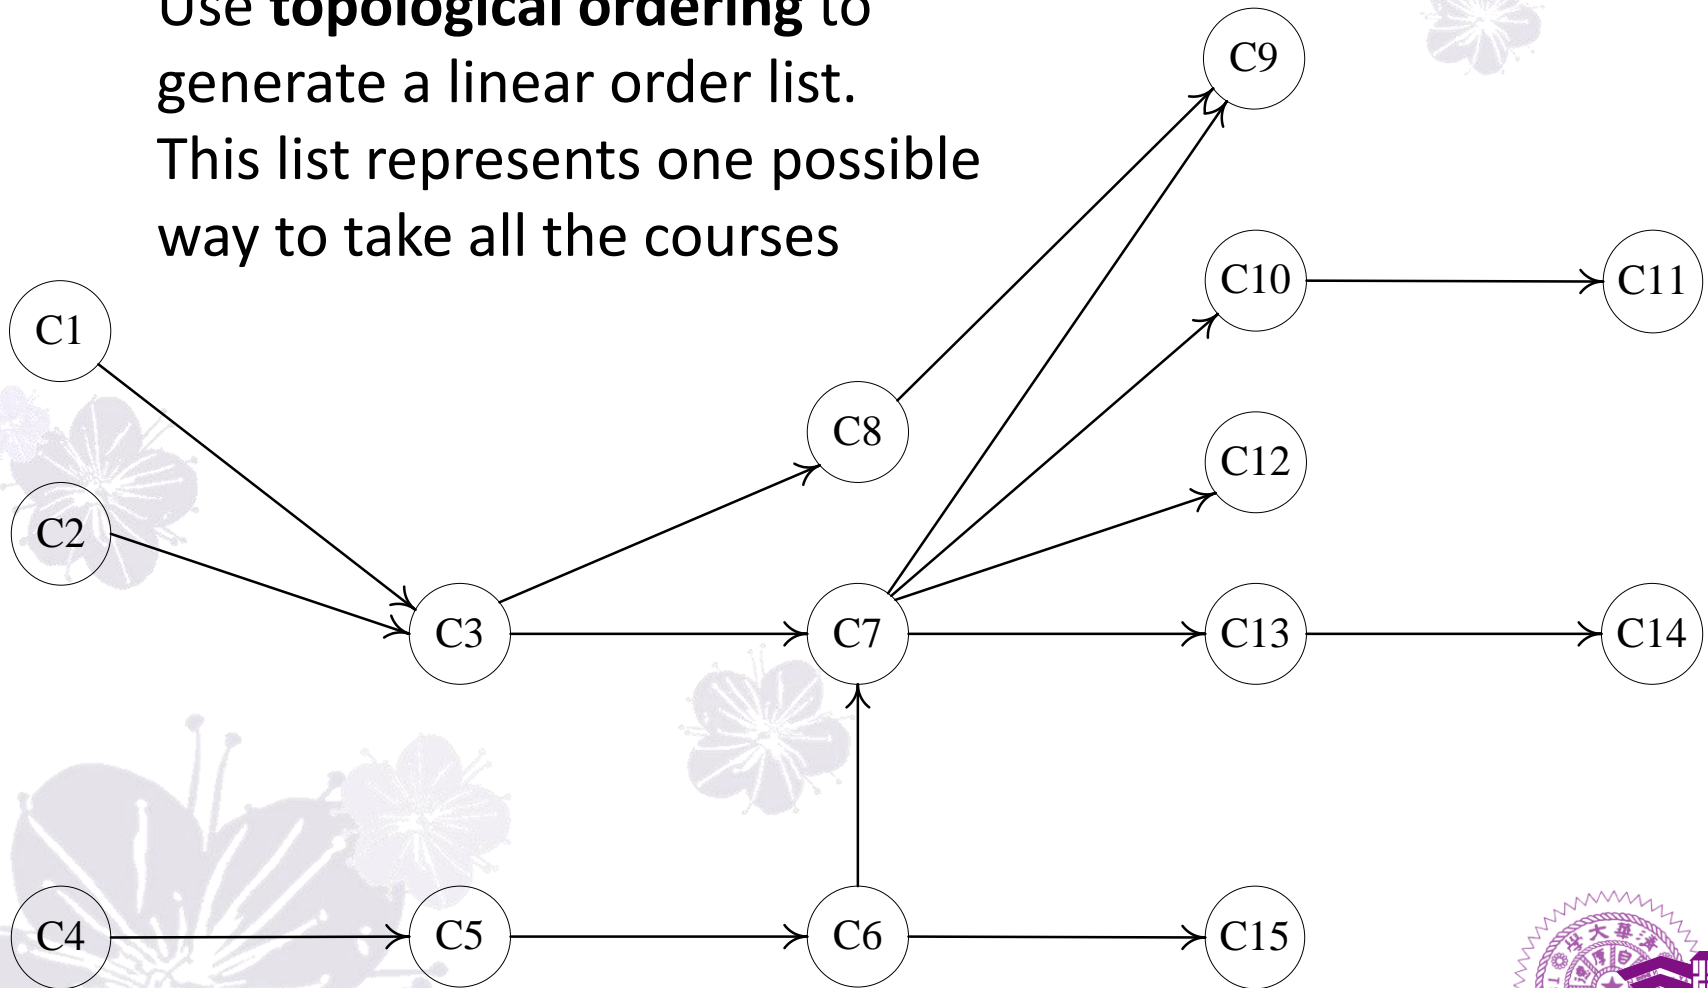 Use topological ordering to
generate a linear order list.
This list represents one possible
way to take all the courses
C9
C10
C11
C1
C8
C12
C2
C3
C7
C13
C14
C4
C5
C6
C15